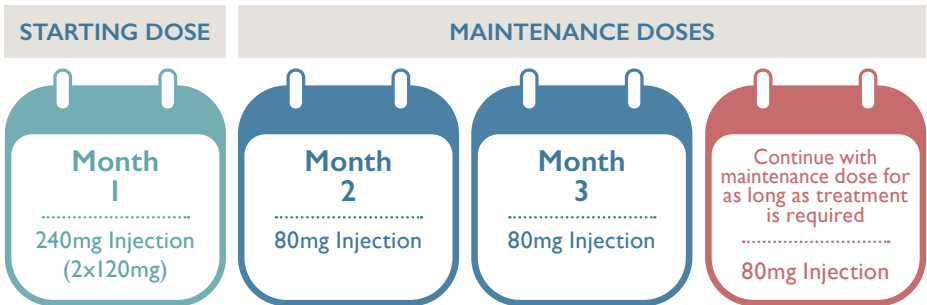 STARTING DOSE
MAINTENANCE DOSES
Month
1
240mg Injection
(2x120mg)
Month
2
80mg Injection
Month
3
80mg Injection
Continue with
maintenance dose for
as long as treatment
is required
80mg Injection